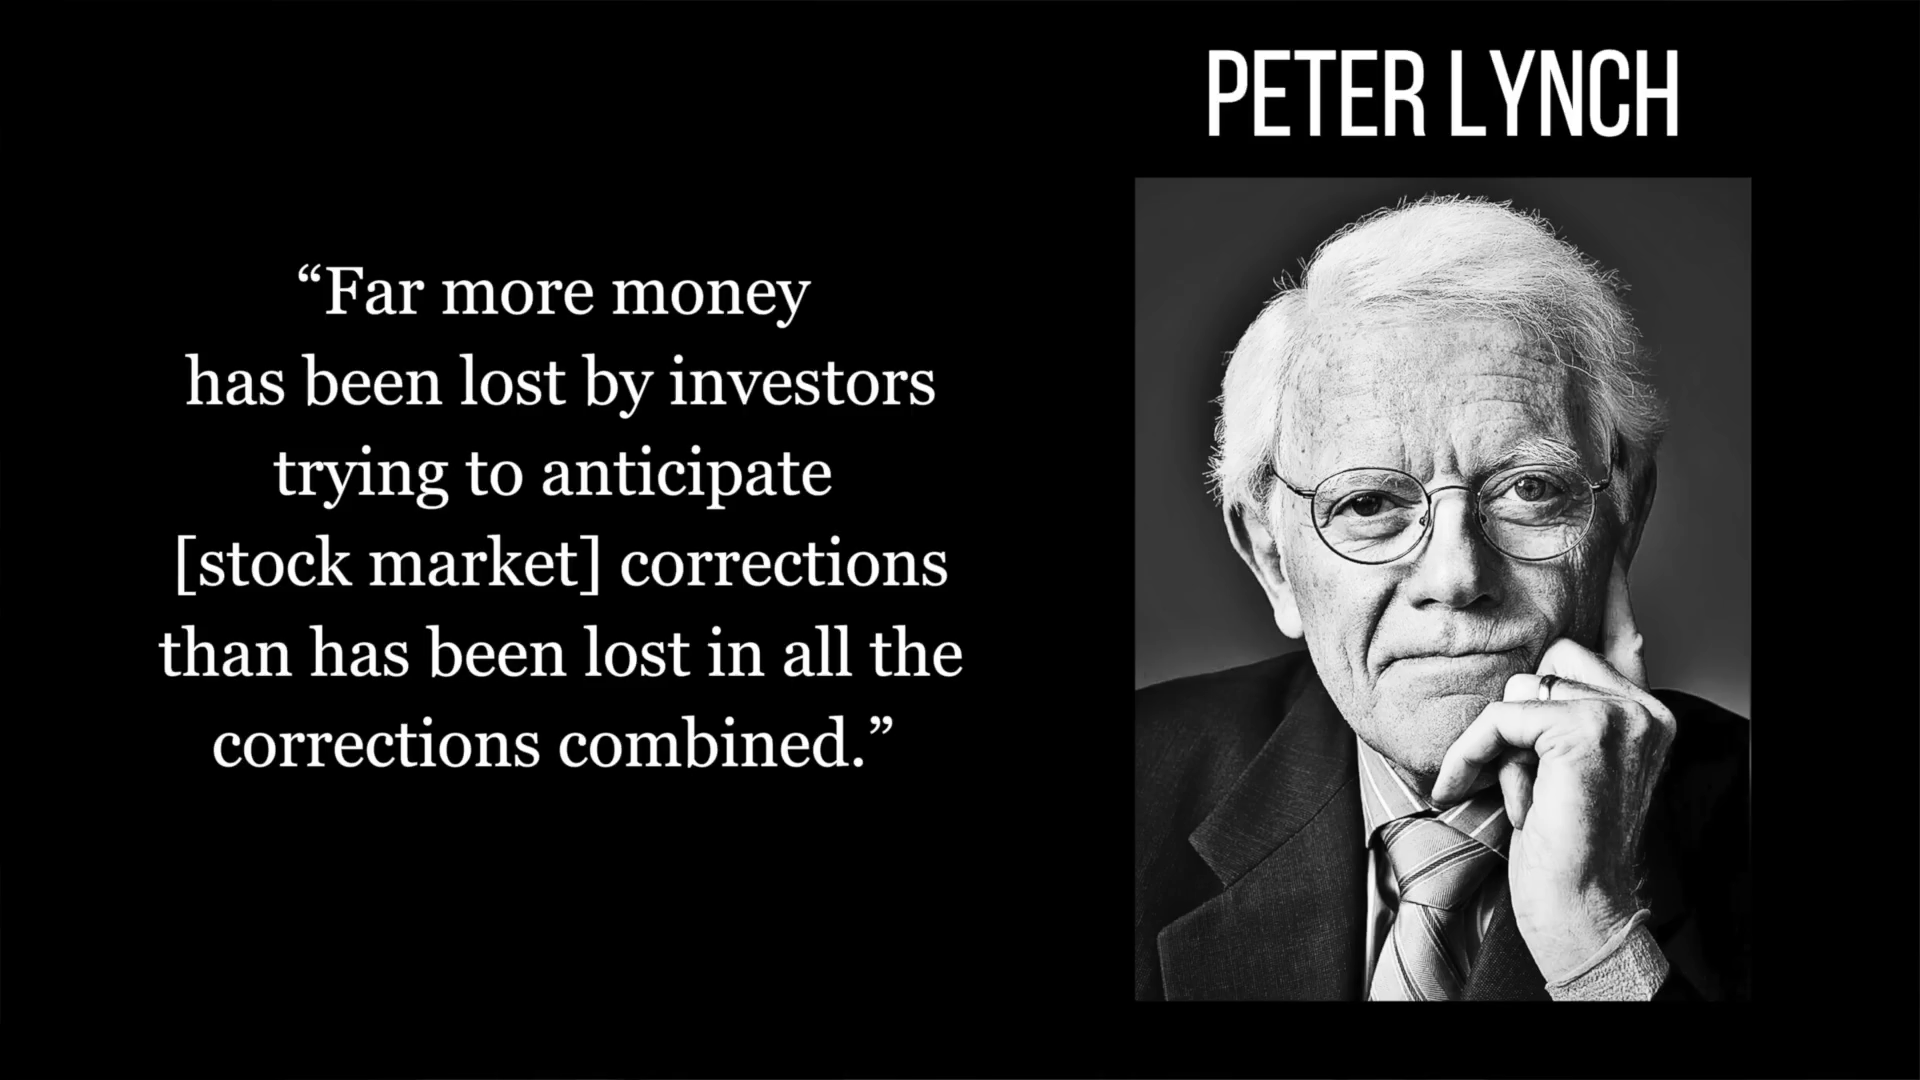 PETER LYNCH
“Far more money
has been lost by investors
trying to anticipate
[stock market] corrections
than has been lost in all the
corrections combined.”